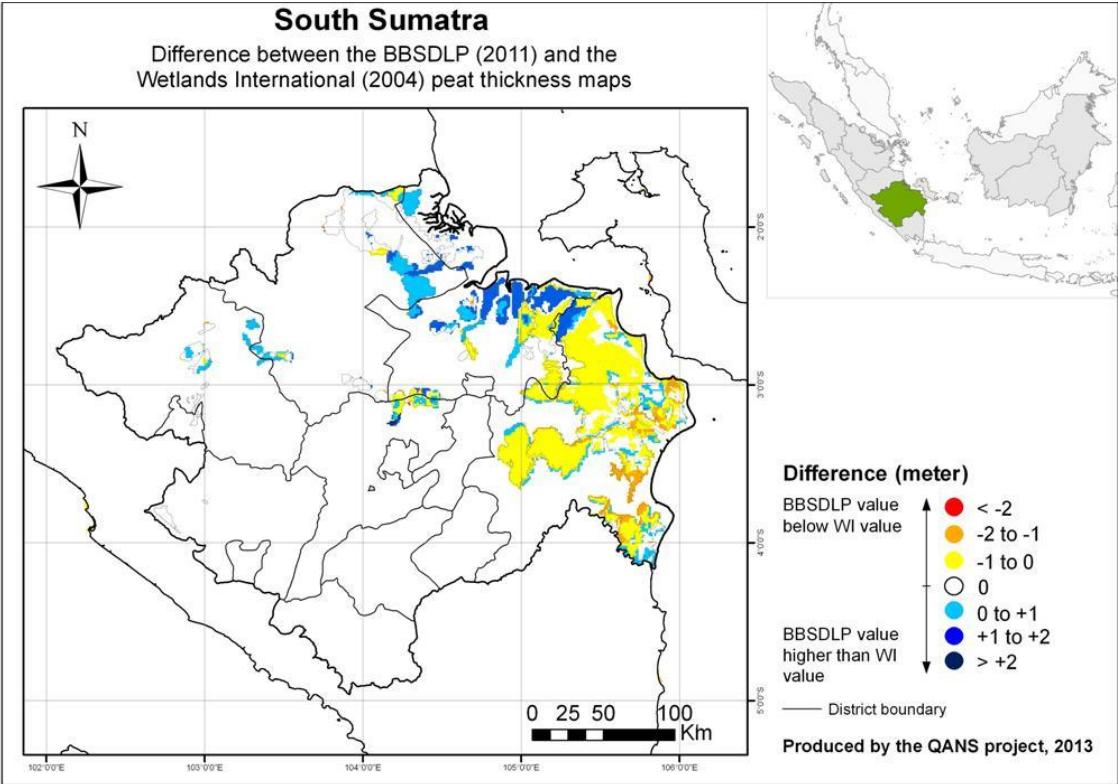 South Sumatra
Difference between the BBSDLP (2011) and the
Wetlands International (2004) peat thickness maps
N
2°0'0"S
3°0'0"S
4°0'0"S
5°0'0"S
0 25 50 100
Km
102°0'0"E 103°0'0"E 104°0'0"E 105°0'0"E 106°0'0"E
Difference (meter)
BBSDLP value
below WI value
< -2
-2 to -1
-1 to 0
0
0 to +1
+1 to +2
> +2
BBSDLP value
higher than WI
value
District boundary
Produced by the QANS project, 2013